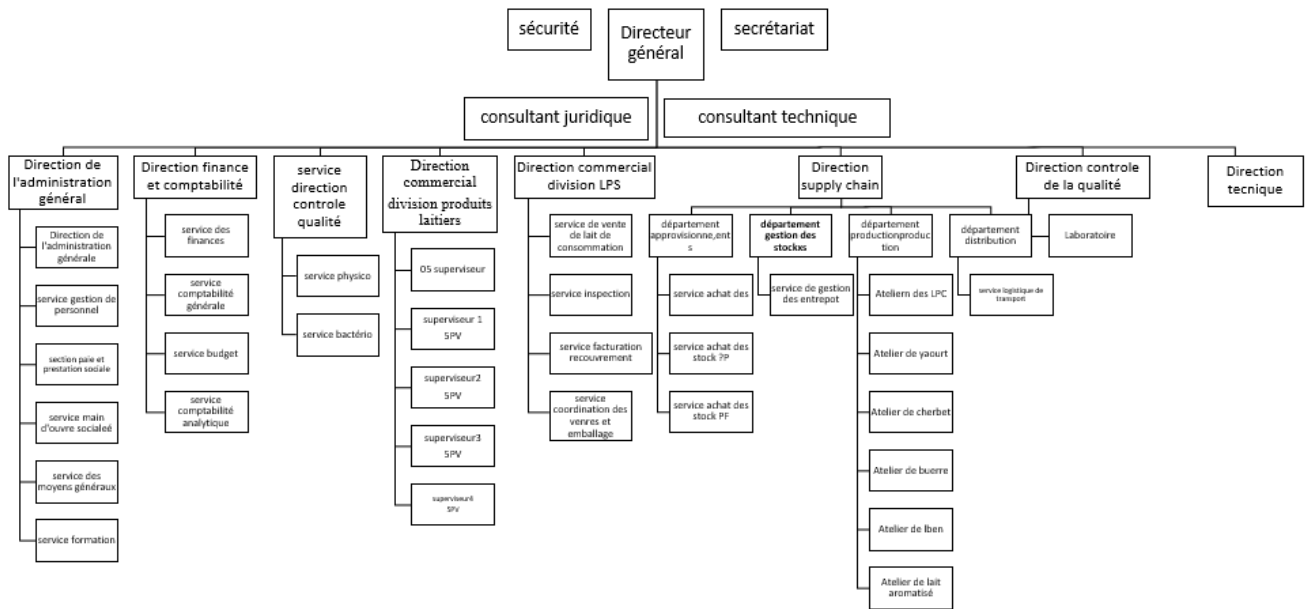 sécurité
Directeur
général
secrétariat
consultant juridique
consultant technique
Direction de
l'administration
général
Direction finance
et comptabilité
service
direction
controle
qualité
Direction
commercial
division produits
laitiers
Direction commercial
division LPS
Direction
supply chain
Direction controle
de la qualité
Direction
tecnique
Direction de
l'administration
générale
service gestion de
personnel
section paie et
prestation sociale
service main
d'ouvre socialeé
service des
moyens généraux
service formation
service des
finances
service
comptabilité
générale
service budget
service
comptabilité
analytique
service physico
service bactério
05 superviseur
superviseur 1
5PV
superviseur2
5PV
superviseur3
5PV
superviseur4
5PV
service de vente
de lait de
consommation
service inspection
service facturation
recouvrement
service
coordination des
venres et
emballage
département
approvisionne,ent
s
service achat des
service achat des
stock ?P
service achat des
stock PF
département
gestion des
stockxs
service de gestion
des entrepot
département
productionproduc
tion
Ateliern des LPC
Atelier de yaourt
Atelier de cherbet
Atelier de buerre
Atelier de lben
Atelier de lait
aromatisé
département
distribution
service logistique de
transport
Laboratoire